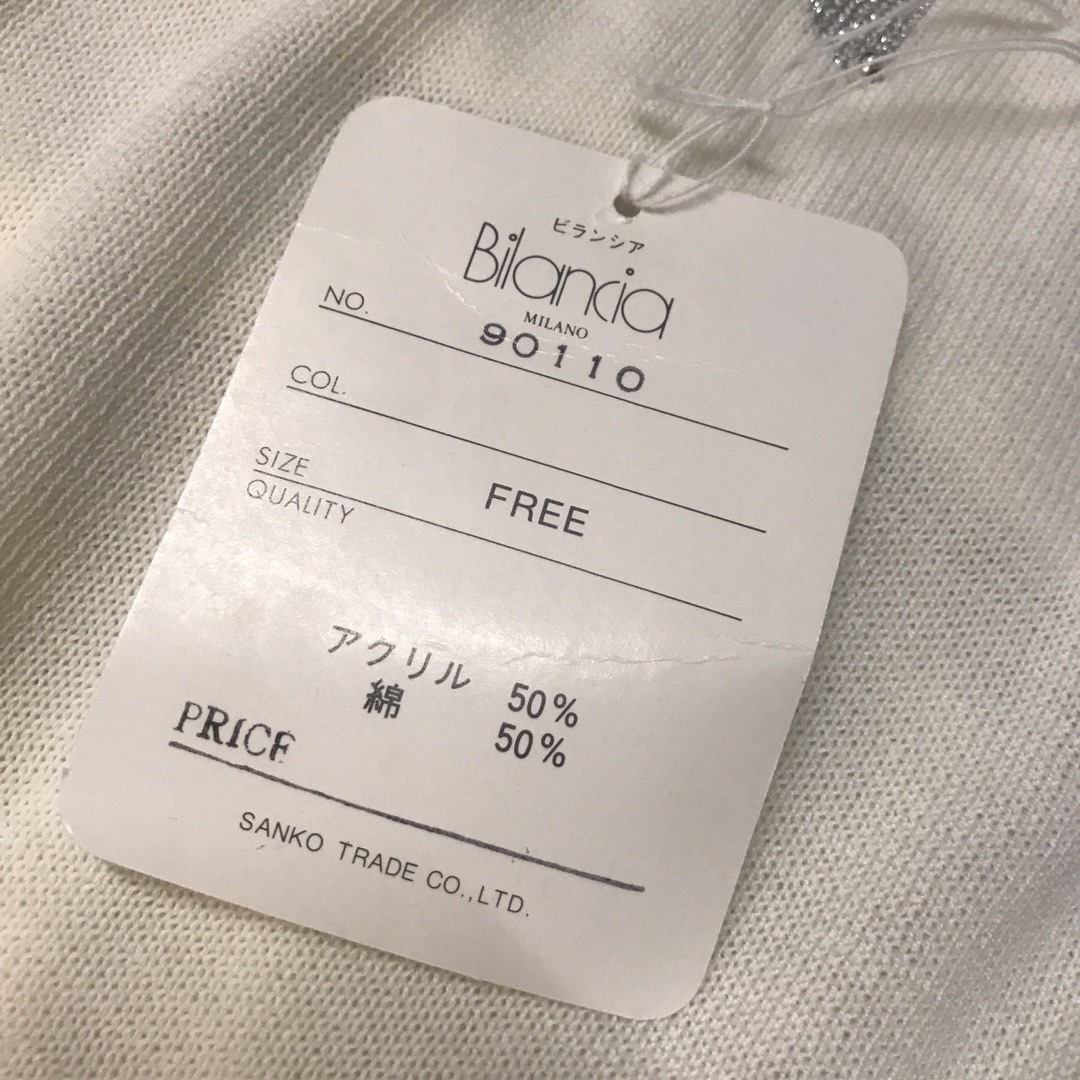 ビランシア
Bilancia
MILANO
NO. 90110
COL.
SIZE FREE
QUALITY
アクリル 50%
綿 50%
PRICE
SANKO TRADE CO.,LTD.